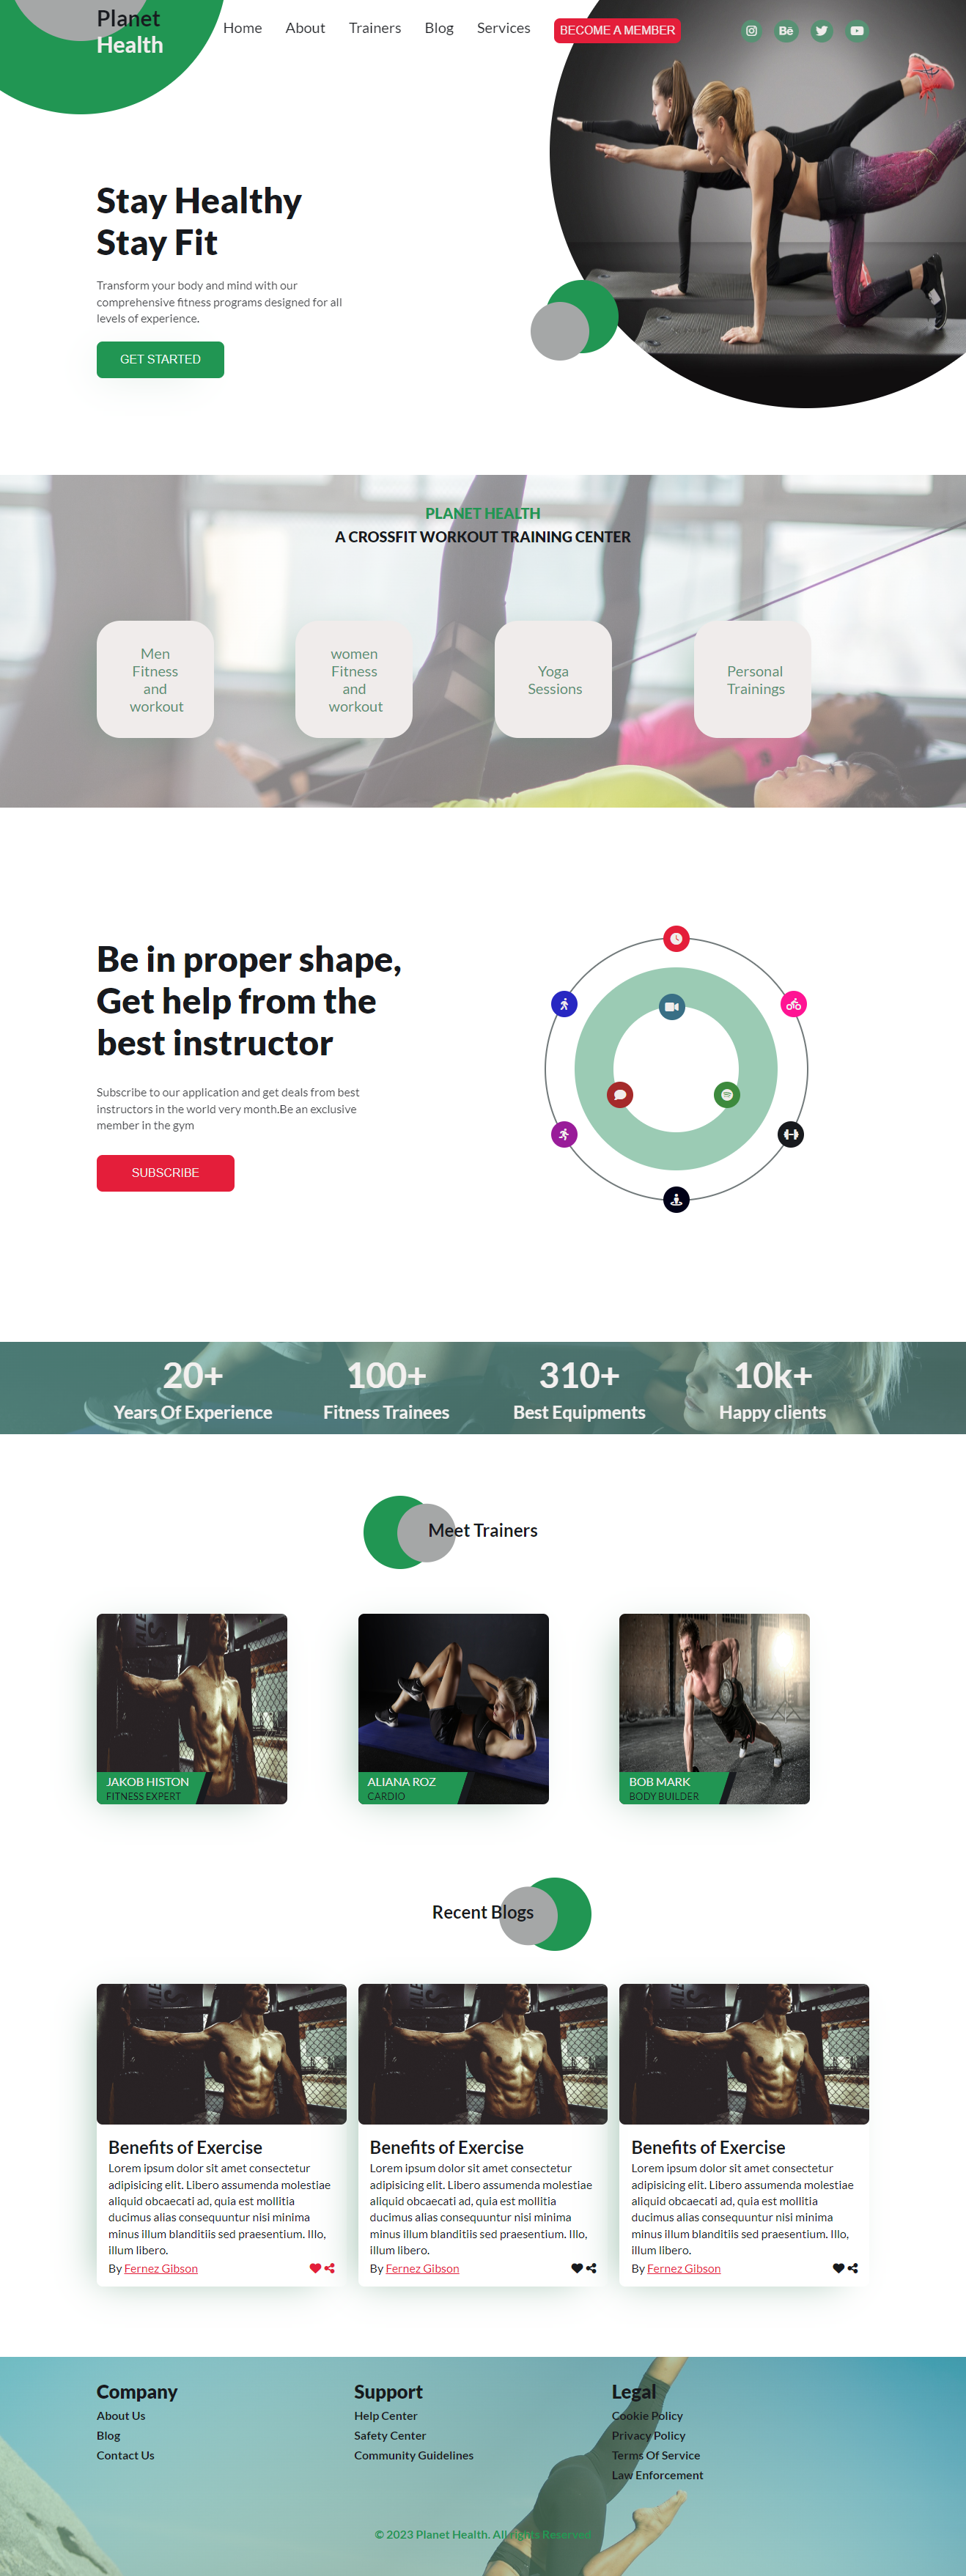 Planet
Health
Home About Trainers Blog Services BECOME A MEMBER
Bē
Stay Healthy
Stay Fit
Transform your body and mind with our
comprehensive fitness programs designed for all
levels of experience.
GET STARTED
PLANET HEALTH
A CROSSFIT WORKOUT TRAINING CENTER
Men
Fitness
and
workout
women
Fitness
and
workout
Yoga
Sessions
Personal
Trainings
Be in proper shape,
Get help from the
best instructor
Subscribe to our application and get deals from best
instructors in the world very month.Be an exclusive
member in the gym
SUBSCRIBE
20+
Years Of Experience
100+
Fitness Trainees
310+
Best Equipments
10k+
Happy clients
Meet Trainers
JAKOB HISTON
FITNESS EXPERT
ALIANA ROZ
CARDIO
BOB MARK
BODY BUILDER
Recent Blogs
Benefits of Exercise
Lorem ipsum dolor sit amet consectetur
adipisicing elit. Libero assumenda molestiae
aliquid obcaecati ad, quia est mollitia
ducimus alias consequuntur nisi minima
minus illum blanditiis sed praesentium. Illo,
illum libero.
By Fernez Gibson
Benefits of Exercise
Lorem ipsum dolor sit amet consectetur
adipisicing elit. Libero assumenda molestiae
aliquid obcaecati ad, quia est mollitia
ducimus alias consequuntur nisi minima
minus illum blanditiis sed praesentium. Illo,
illum libero.
By Fernez Gibson
Benefits of Exercise
Lorem ipsum dolor sit amet consectetur
adipisicing elit. Libero assumenda molestiae
aliquid obcaecati ad, quia est mollitia
ducimus alias consequuntur nisi minima
minus illum blanditiis sed praesentium. Illo,
illum libero.
By Fernez Gibson
Company
About Us
Blog
Contact Us
Support
Help Center
Safety Center
Community Guidelines
Legal
Cookie Policy
Privacy Policy
Terms Of Service
Law Enforcement
© 2023 Planet Health. All rights Reserved